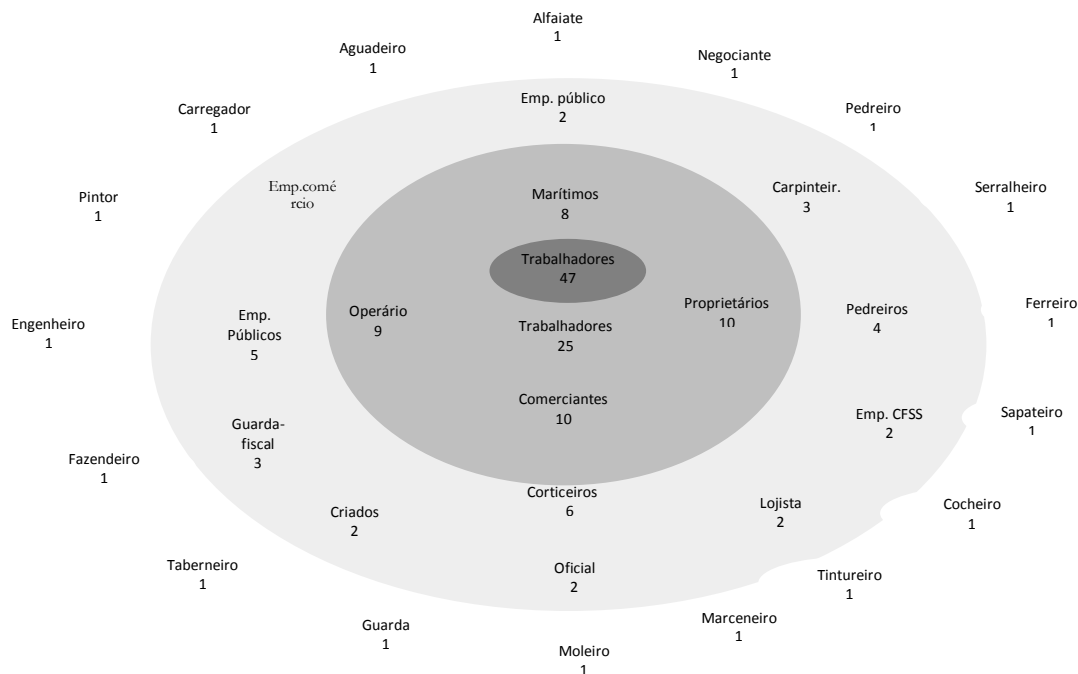 Alfaiate
1
Aguadeiro
1
Negociante
1
Carregador
1
Emp. público
2
Pedreiro
1
Pintor
1
Emp.comé
rcio
Marítimos
8
Carpinteir.
3
Serralheiro
1
Trabalhadores
47
Engenheiro
1
Emp.
Públicos
5
Operário
9
Trabalhadores
25
Proprietários
10
Pedreiros
4
Ferreiro
1
Comerciantes
10
Emp. CFSS
2
Sapateiro
1
Guarda-
fiscal
3
Fazendeiro
1
Corticeiros
6
Criados
2
Lojista
2
Cocheiro
1
Taberneiro
1
Oficial
2
Tintureiro
1
Guarda
1
Marceneiro
1
Moleiro
1